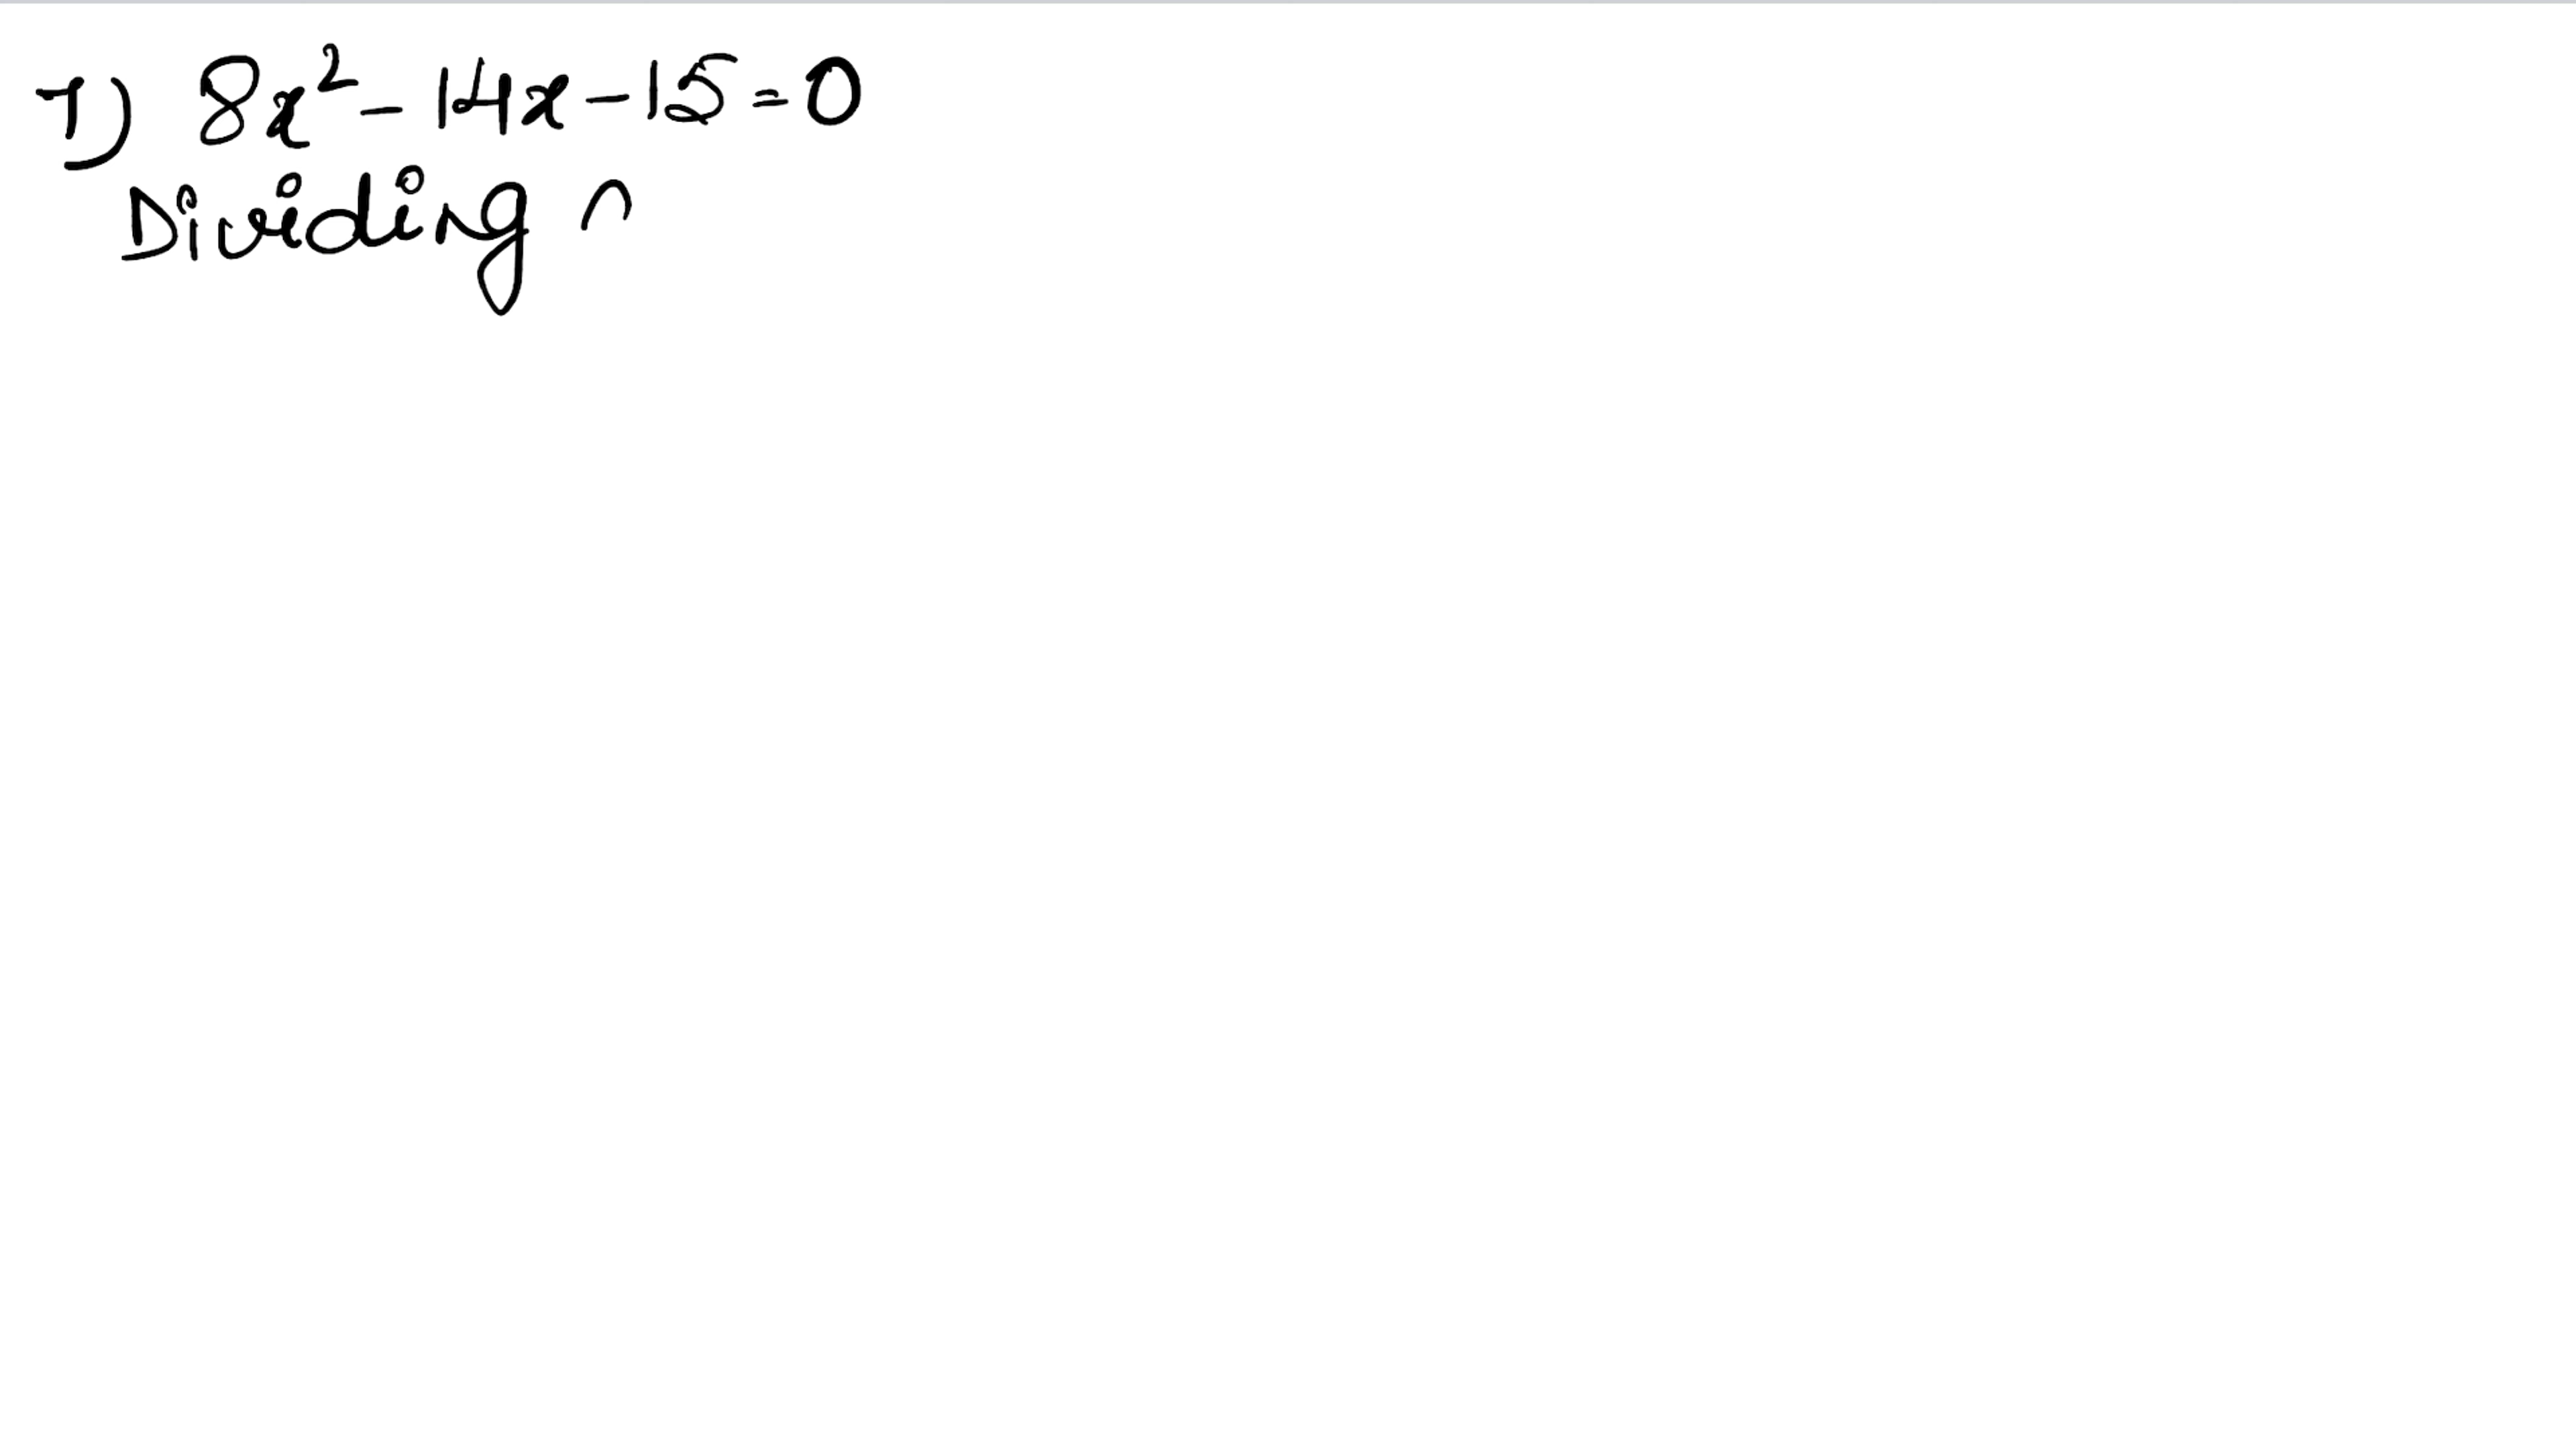 7) 8x² - 14x - 15 = 0
Dividing